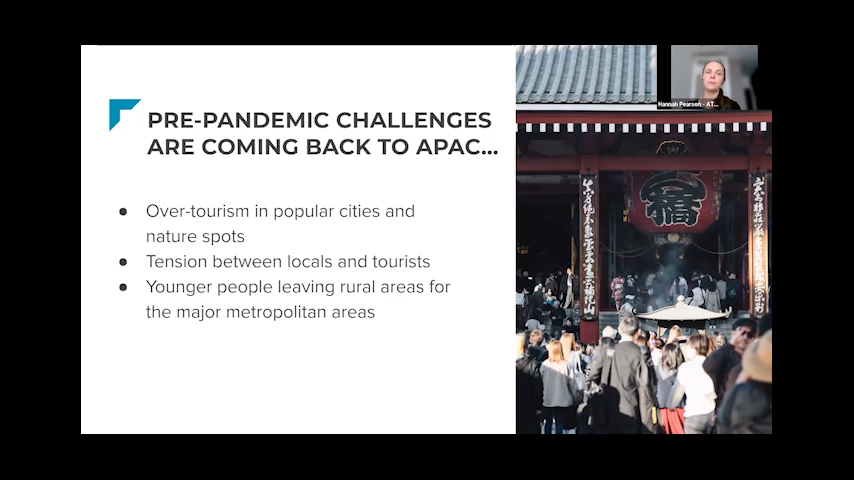 PRE-PANDEMIC CHALLENGES
ARE COMING BACK TO APAC...
● Over-tourism in popular cities and
nature spots
● Tension between locals and tourists
● Younger people leaving rural areas for
the major metropolitan areas
Hannah Pearson - AT...